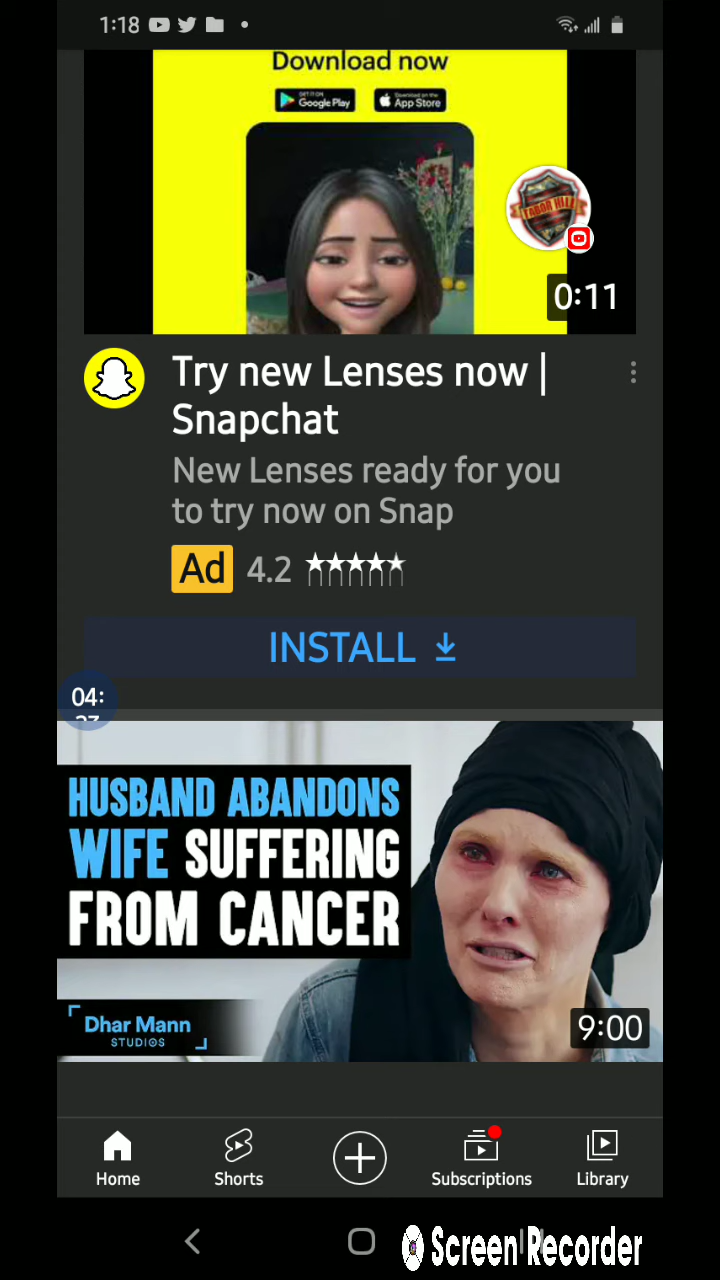 1:18
Download now
GET IT ON
Google Play
Download on the
App Store
TABOR HILL
0:11
Try new Lenses now |
Snapchat
New Lenses ready for you
to try now on Snap
Ad 4.2
INSTALL
04:
HUSBAND ABANDONS
WIFE SUFFERING
FROM CANCER
Dhar Mann
STUDIOS
9:00
Home
Shorts
Subscriptions
Library
Screen Recorder